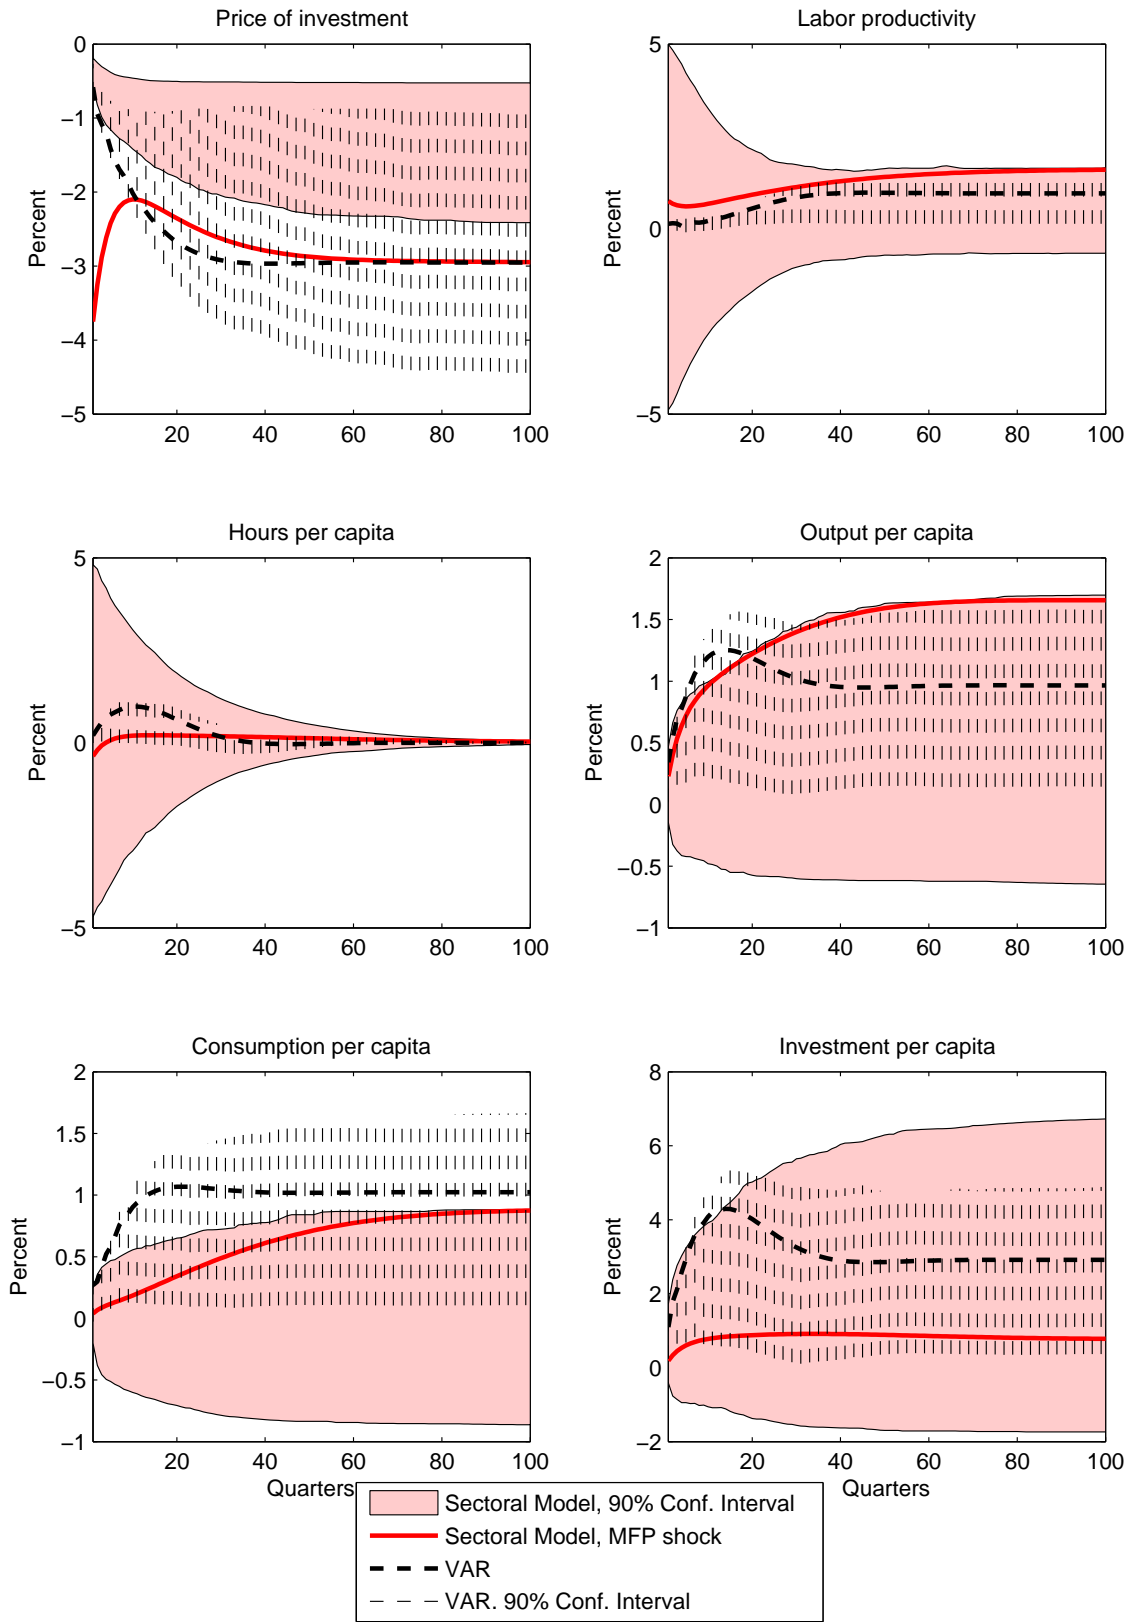 Price of investment
Labor productivity
0
−1
−2
−3
−4
−5
Percent
20 40 60 80 100
5
0
−5
Percent
20 40 60 80 100
Hours per capita
Output per capita
5
0
−5
Percent
20 40 60 80 100
2
1.5
1
0.5
0
−0.5
−1
Percent
20 40 60 80 100
Consumption per capita
Investment per capita
2
1.5
1
0.5
0
−0.5
−1
Percent
20 40 60 80 100
Quarters
8
6
4
2
0
−2
Percent
20 40 60 80 100
Quarters
Sectoral Model, 90% Conf. Interval
Sectoral Model, MFP shock
VAR
VAR. 90% Conf. Interval